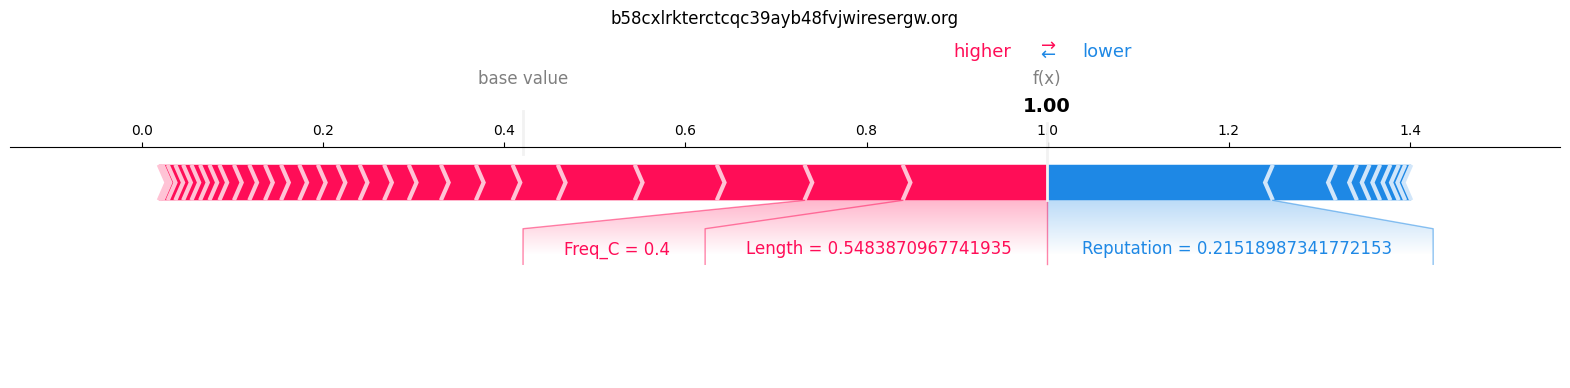 b58cxlrkterctcqc39ayb48fvjwiresergw.org
higher ⇄ lower
base value f(x)
1.00
0.0 0.2 0.4 0.6 0.8 1.0 1.2 1.4
Freq_C = 0.4 Length = 0.5483870967741935 Reputation = 0.21518987341772153